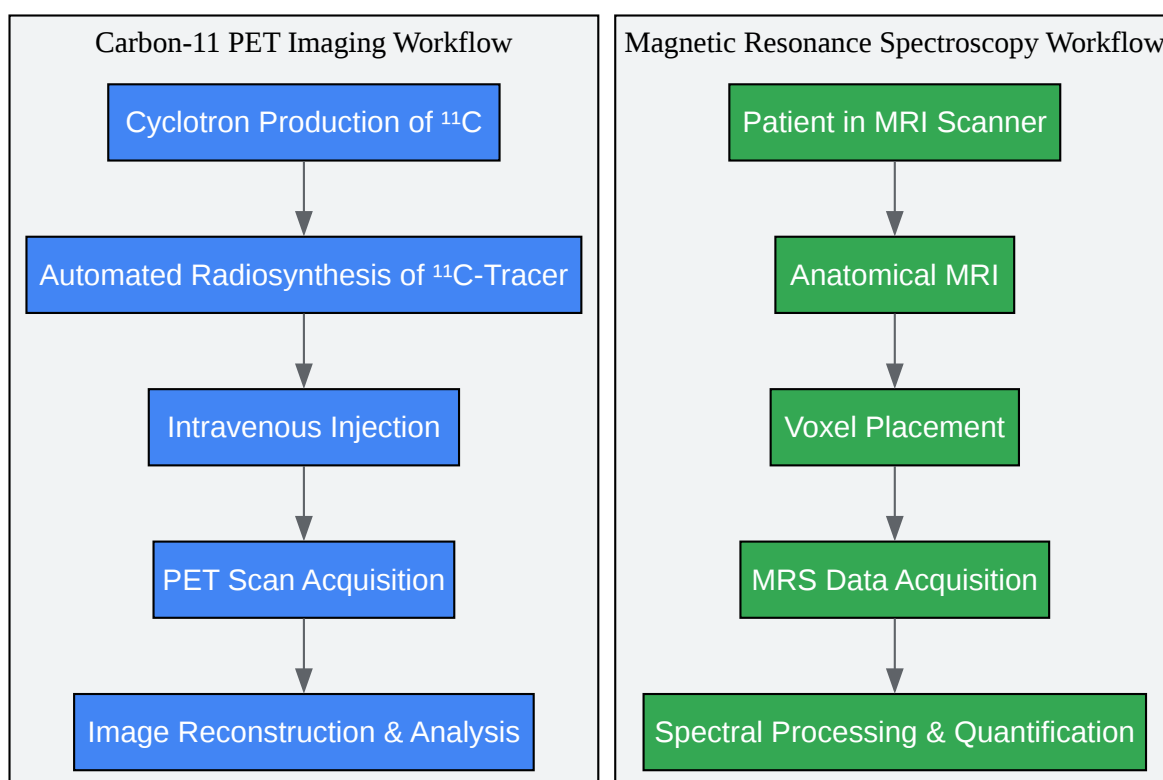 Carbon-11 PET Imaging Workflow
Cyclotron Production of ¹¹C
Automated Radiosynthesis of ¹¹C-Tracer
Intravenous Injection
PET Scan Acquisition
Image Reconstruction & Analysis
Magnetic Resonance Spectroscopy Workflow
Patient in MRI Scanner
Anatomical MRI
Voxel Placement
MRS Data Acquisition
Spectral Processing & Quantification